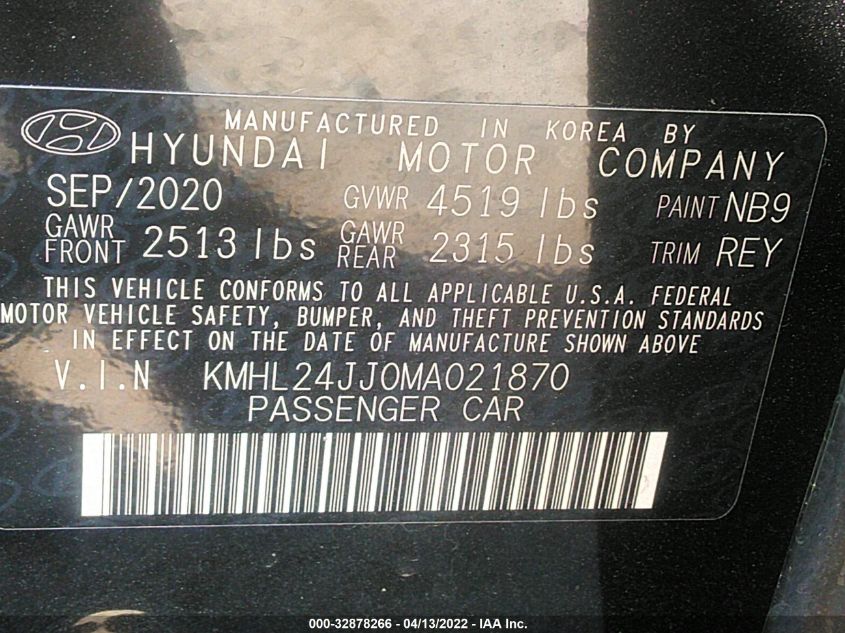 MANUFACTURED IN KOREA BY
HYUNDAI MOTOR COMPANY
SEP/2020 GVWR 4519 lbs PAINT NB9
GAWR FRONT 2513 lbs GAWR REAR 2315 lbs TRIM REY
THIS VEHICLE CONFORMS TO ALL APPLICABLE U.S.A. FEDERAL
MOTOR VEHICLE SAFETY, BUMPER, AND THEFT PREVENTION STANDARDS
IN EFFECT ON THE DATE OF MANUFACTURE SHOWN ABOVE
V.I.N KMHL24JJ0MA021870
PASSENGER CAR
000-32878266 - 04/13/2022 - IAA Inc.